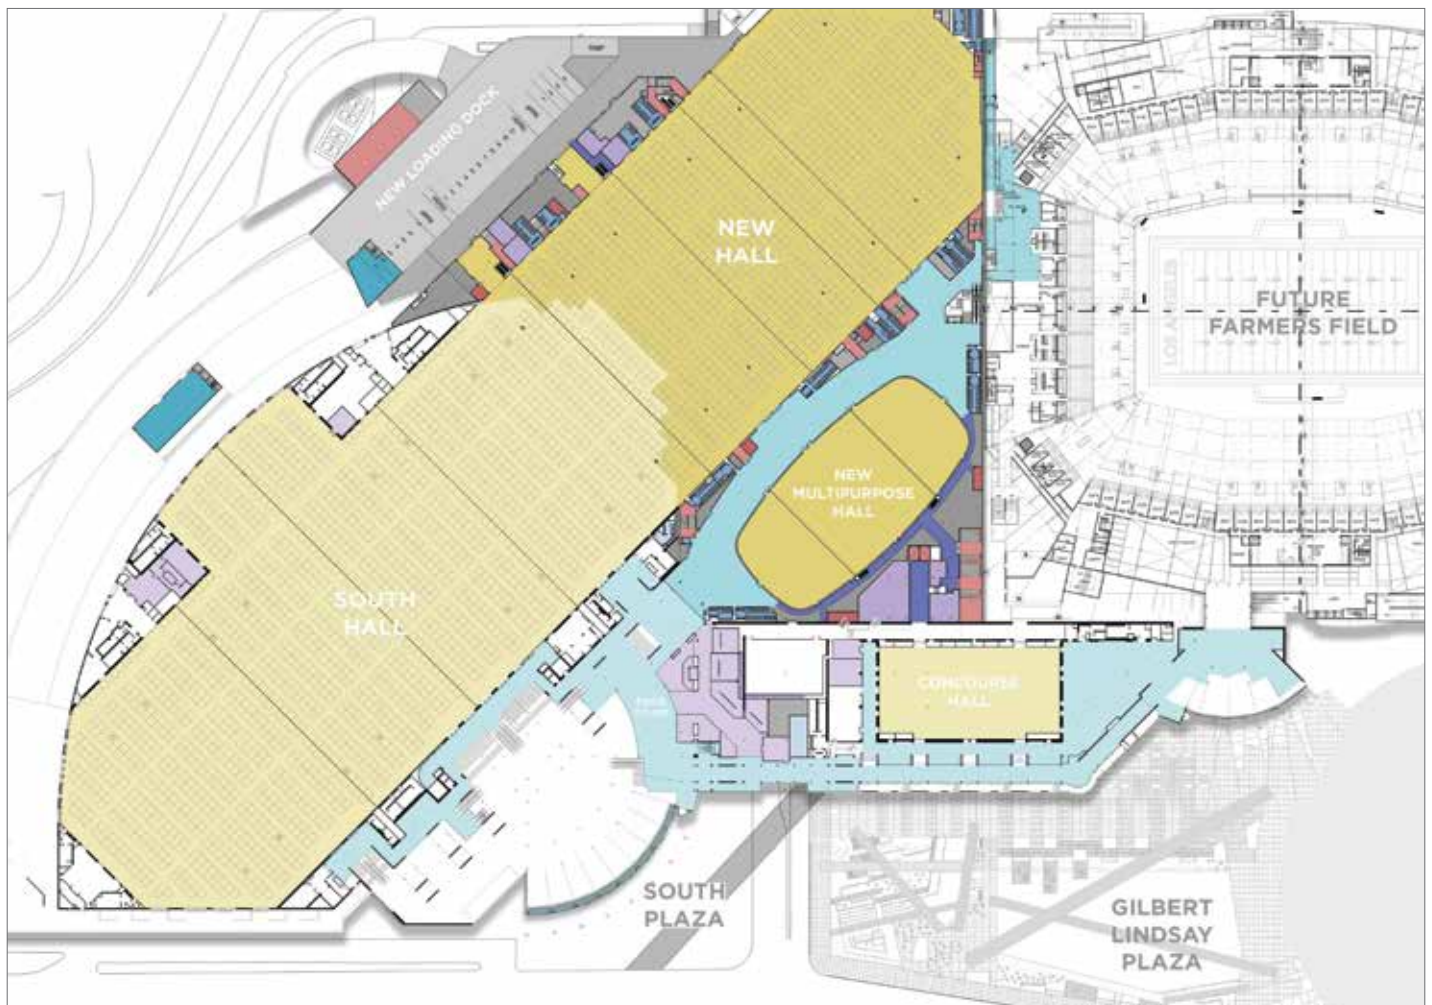 NEW LOADING DOCK
NEW
HALL
FUTURE
FARMERS FIELD
LOS ANGELES
NEW
MULTIPURPOSE
HALL
SOUTH
HALL
CONCOURSE
HALL
SOUTH
PLAZA
GILBERT
LINDSAY
PLAZA